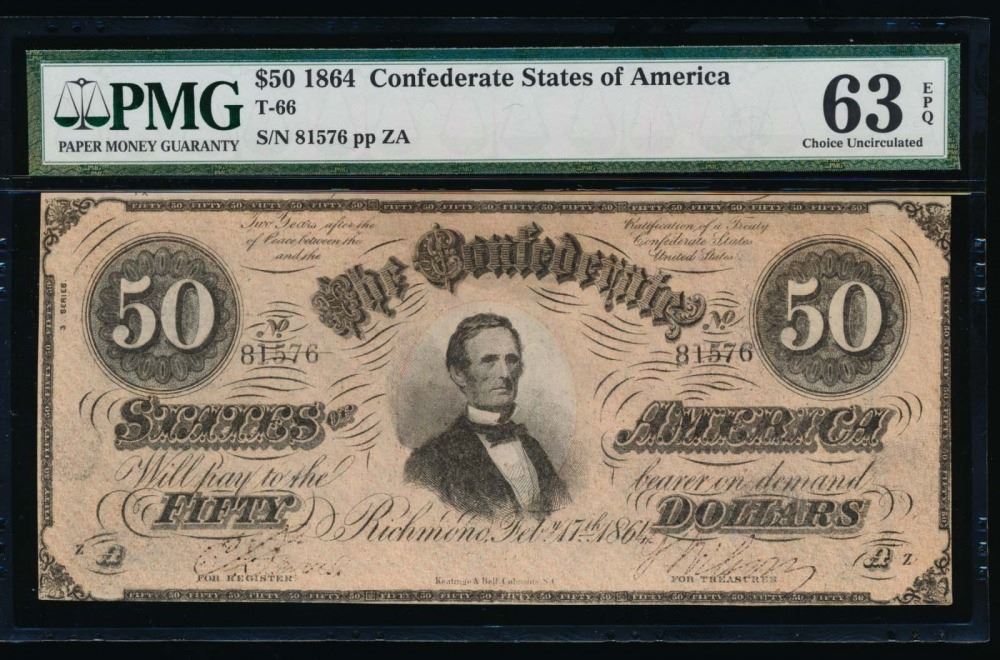 $50 1864 Confederate States of America
T-66
S/N 81576 pp ZA
PMG
PAPER MONEY GUARANTY
63 EPQ
Choice Uncirculated
Two Years after the Ratification of a Treaty
of Peace between the Confederate States
and the United States
3 SERIES.
50 50
The Confederate
No No
81576 81576
STATES OF AMERICA
Will pay to the bearer on demand
FIFTY DOLLARS
Richmond, Feby. 17th 1864
Z Z
FOR REGISTER
Keatinge & Ball, Columbia, S.C.
FOR TREASURER